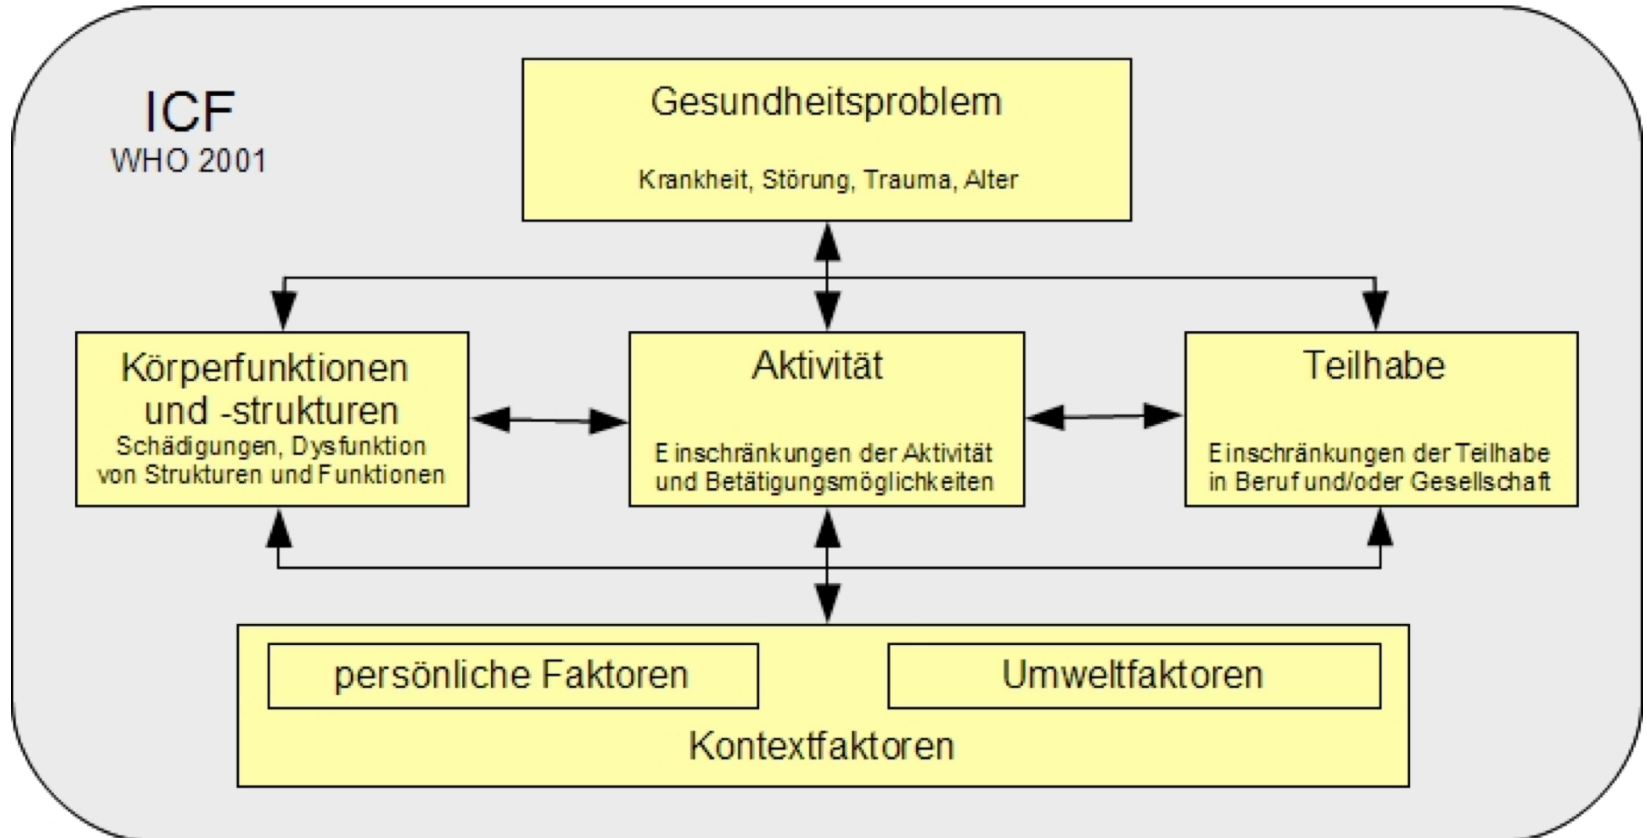 ICF
WHO 2001
Gesundheitsproblem
Krankheit, Störung, Trauma, Alter
Körperfunktionen
und -strukturen
Schädigungen, Dysfunktion
von Strukturen und Funktionen
Aktivität
Einschränkungen der Aktivität
und Betätigungsmöglichkeiten
Teilhabe
Einschränkungen der Teilhabe
in Beruf und/oder Gesellschaft
persönliche Faktoren
Umweltfaktoren
Kontextfaktoren